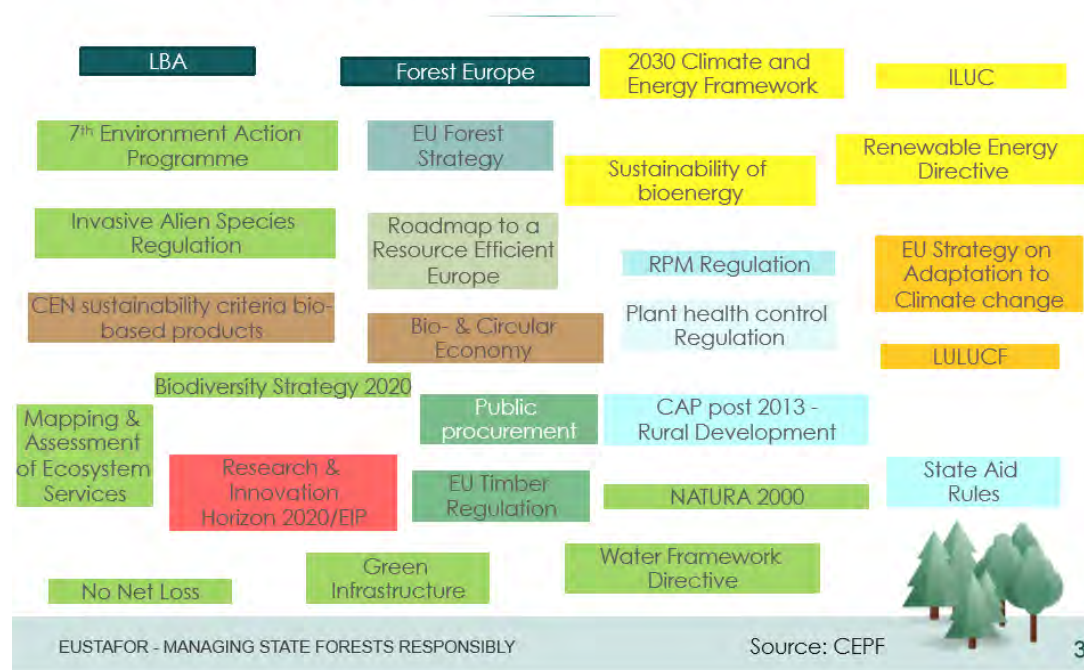 LBA
Forest Europe
2030 Climate and
Energy Framework
ILUC
7th Environment Action
Programme
EU Forest
Strategy
Sustainability of
bioenergy
Renewable Energy
Directive
Invasive Alien Species
Regulation
Roadmap to a
Resource Efficient
Europe
RPM Regulation
EU Strategy on
Adaptation to
Climate change
CEN sustainability criteria bio-
based products
Bio- & Circular
Economy
Plant health control
Regulation
LULUCF
Biodiversity Strategy 2020
Mapping &
Assessment
of Ecosystem
Services
Public
procurement
CAP post 2013 -
Rural Development
Research &
Innovation
Horizon 2020/EIP
EU Timber
Regulation
NATURA 2000
State Aid
Rules
No Net Loss
Green
Infrastructure
Water Framework
Directive
EUSTAFOR - MANAGING STATE FORESTS RESPONSIBLY
Source: CEPF
3